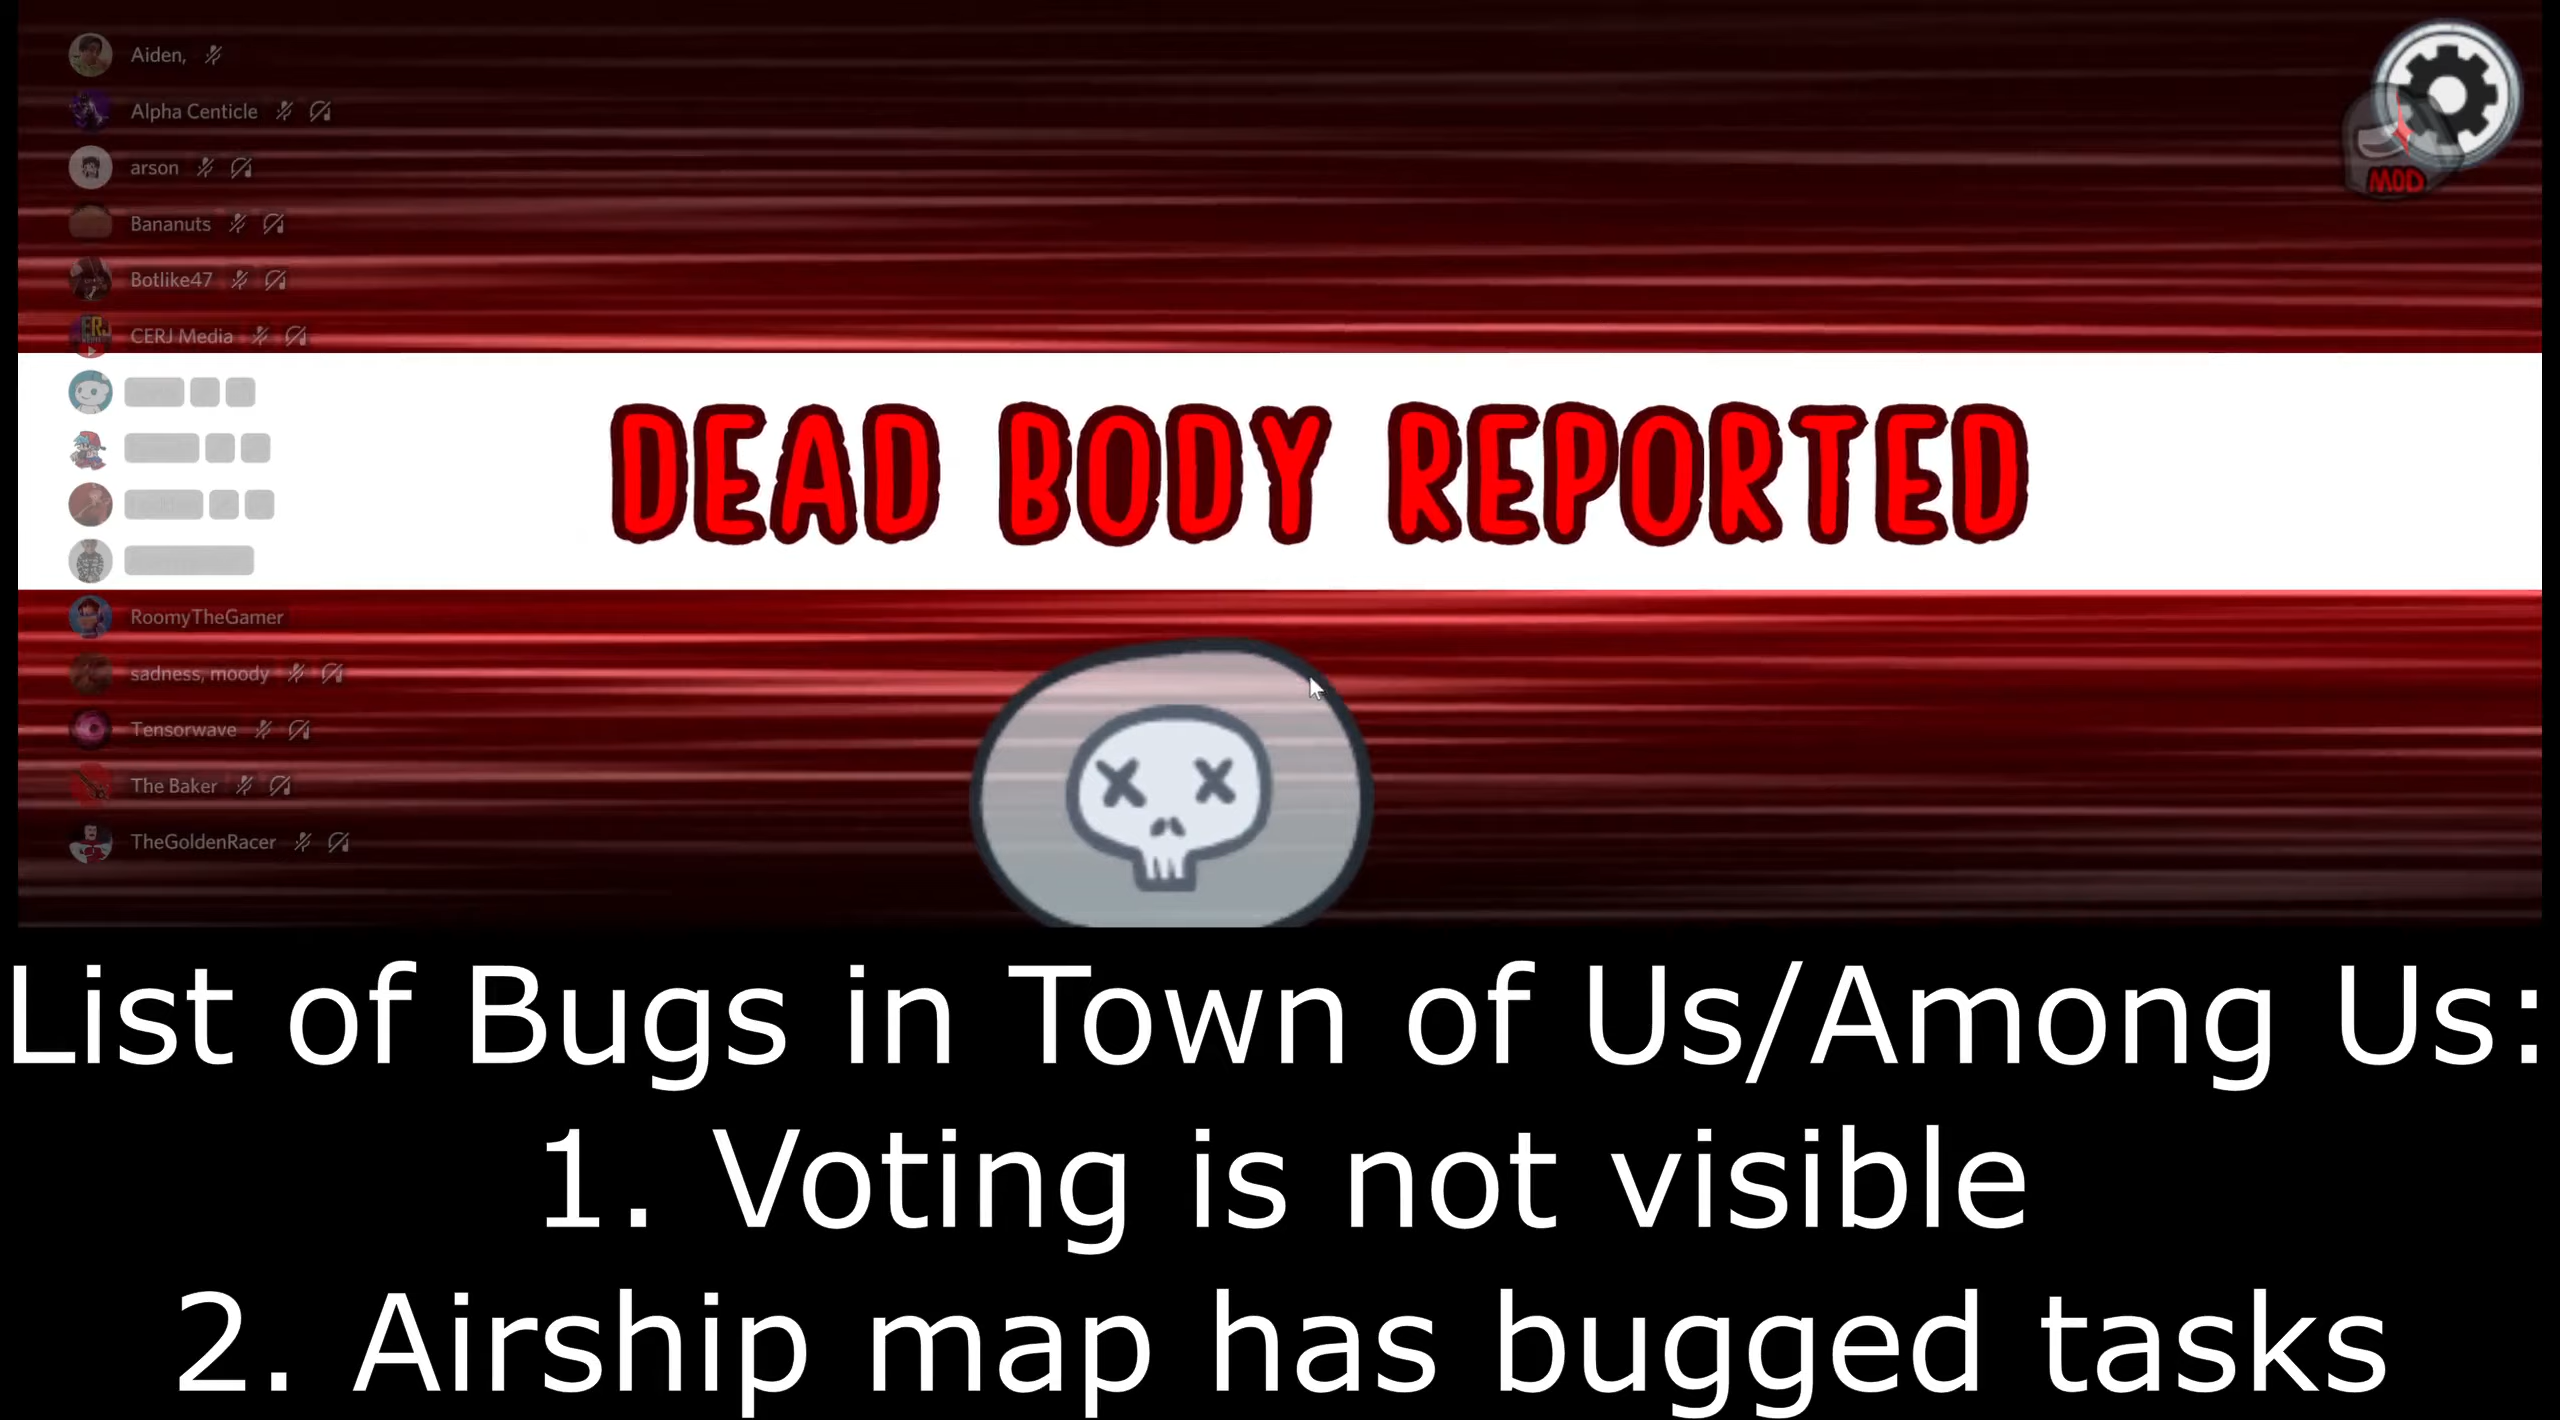 Aiden,
Alpha Centicle
arson
Bananuts
Botlike47
CERJ Media
RoomyTheGamer
sadness, moody
Tensorwave
The Baker
TheGoldenRacer
MOD
DEAD BODY REPORTED
List of Bugs in Town of Us/Among Us:
1. Voting is not visible
2. Airship map has bugged tasks